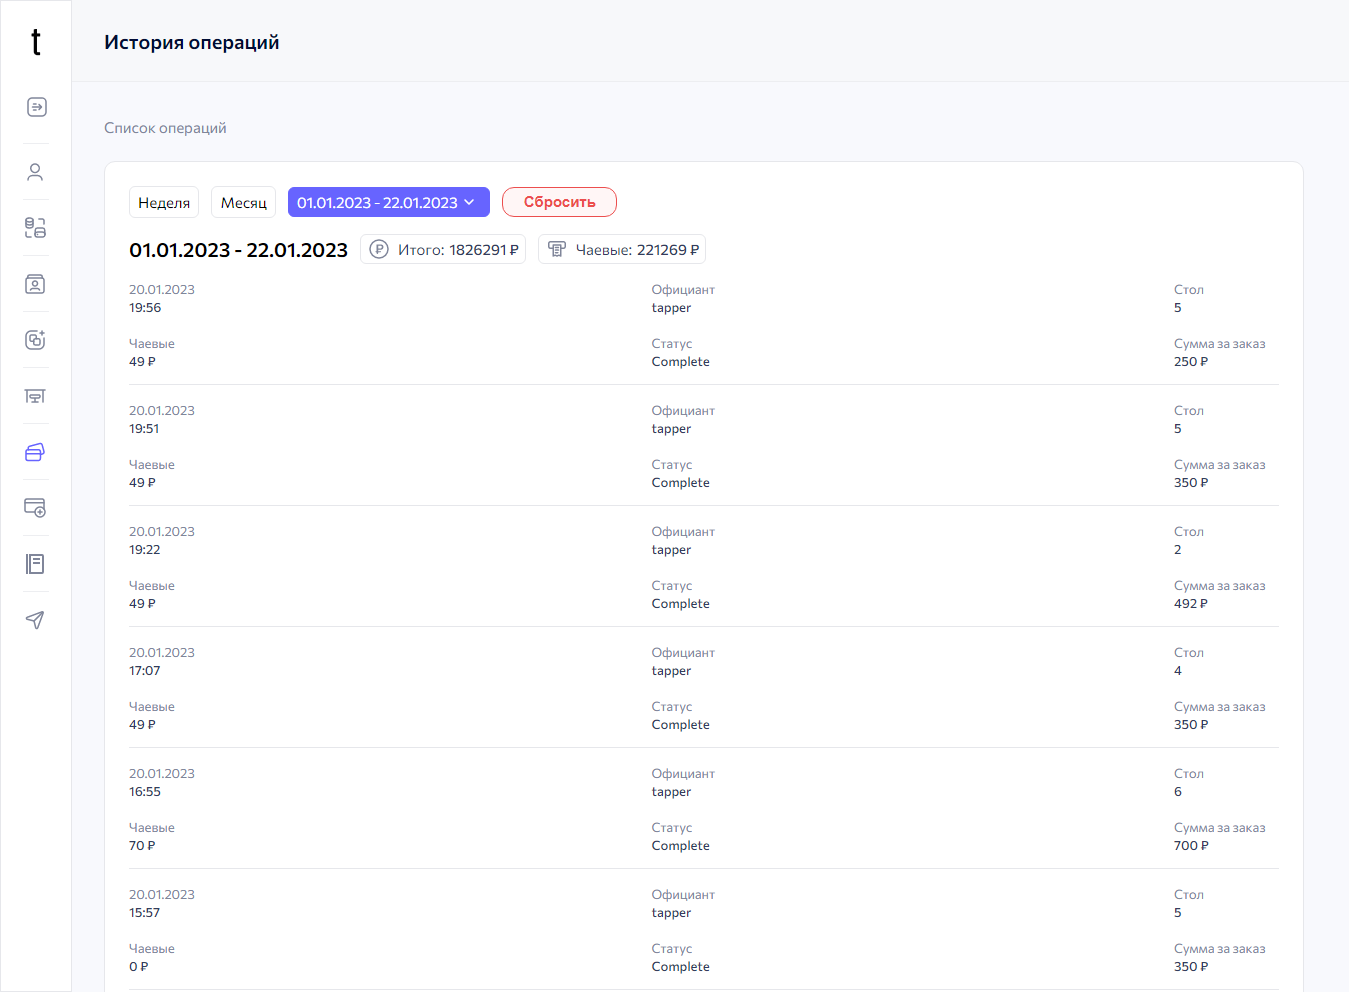 t
История операций
Список операций
Неделя Месяц 01.01.2023 - 22.01.2023 Сбросить
01.01.2023 - 22.01.2023 Итого: 1826291 ₽ Чаевые: 221269 ₽
20.01.2023 Официант Стол
19:56 tapper 5
Чаевые Статус Сумма за заказ
49 ₽ Complete 250 ₽
20.01.2023 Официант Стол
19:51 tapper 5
Чаевые Статус Сумма за заказ
49 ₽ Complete 350 ₽
20.01.2023 Официант Стол
19:22 tapper 2
Чаевые Статус Сумма за заказ
49 ₽ Complete 492 ₽
20.01.2023 Официант Стол
17:07 tapper 4
Чаевые Статус Сумма за заказ
49 ₽ Complete 350 ₽
20.01.2023 Официант Стол
16:55 tapper 6
Чаевые Статус Сумма за заказ
70 ₽ Complete 700 ₽
20.01.2023 Официант Стол
15:57 tapper 5
Чаевые Статус Сумма за заказ
0 ₽ Complete 350 ₽